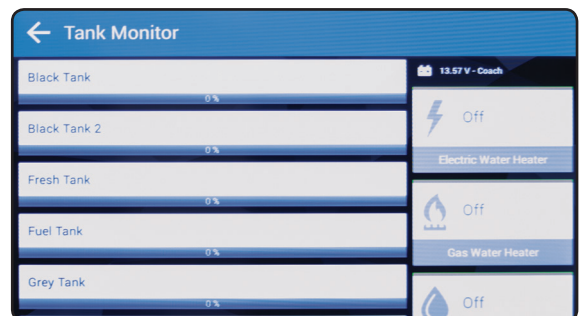 Tank Monitor
Black Tank
0%
Black Tank 2
0%
Fresh Tank
0%
Fuel Tank
0%
Grey Tank
0%
13.57 V - Coach
Off
Electric Water Heater
Off
Gas Water Heater
Off